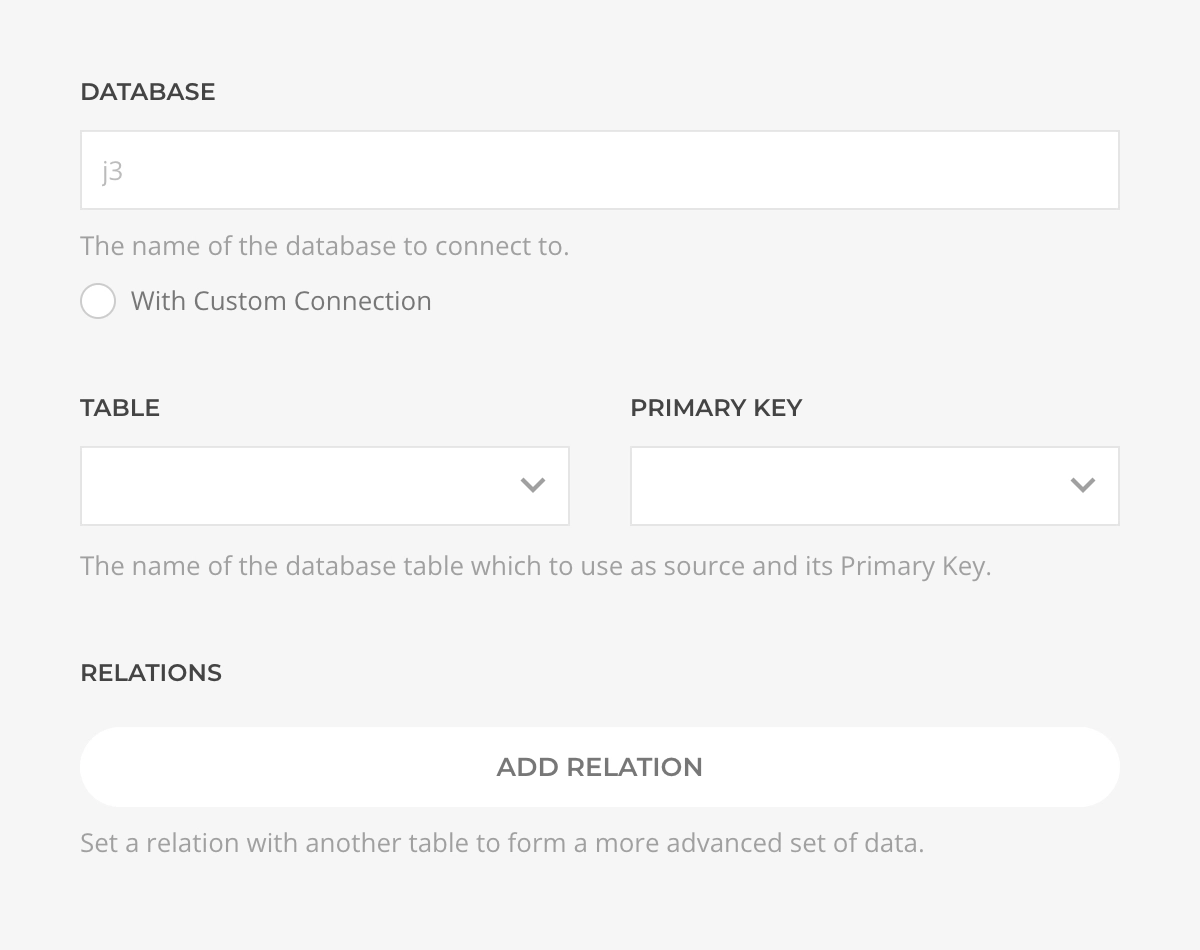 DATABASE
j3
The name of the database to connect to.
With Custom Connection
TABLE
PRIMARY KEY
The name of the database table which to use as source and its Primary Key.
RELATIONS
ADD RELATION
Set a relation with another table to form a more advanced set of data.